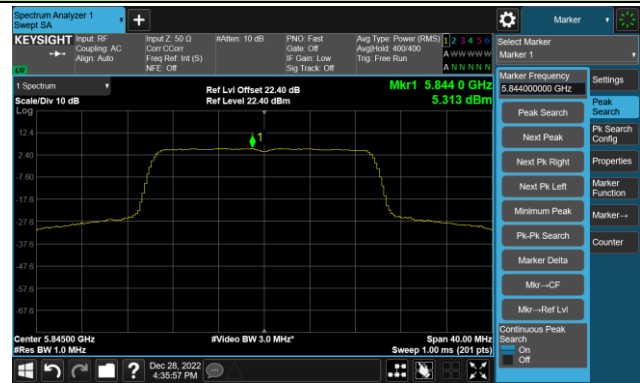 Spectrum Analyzer 1
Swept SA
Marker
KEYSIGHT
Input: RF
Coupling: AC
Align: Auto
Input Z: 50 Ω
Corr CCorr
Freq Ref: Int (S)
NFE: Off
#Atten: 10 dB
PNO: Fast
Gate: Off
IF Gain: Low
Sig Track: Off
Avg Type: Power (RMS)
Avg|Hold: 400/400
Trig: Free Run
1 2 3 4 5 6
A W W W W W
A N N N N N
LW
1 Spectrum
Scale/Div 10 dB
Log
Ref Lvl Offset 22.40 dB
Ref Level 22.40 dBm
Mkr1 5.844 0 GHz
5.313 dBm
1
12.4
2.40
-7.60
-17.6
-27.6
-37.6
-47.6
-57.6
-67.6
Center 5.84500 GHz
#Res BW 1.0 MHz
#Video BW 3.0 MHz*
Span 40.00 MHz
Sweep 1.00 ms (201 pts)
Select Marker
Marker 1
Marker Frequency
5.844000000 GHz
Peak Search
Next Peak
Next Pk Right
Next Pk Left
Minimum Peak
Pk-Pk Search
Marker Delta
Mkr→CF
Mkr→Ref Lvl
Continuous Peak
Search
On
Off
Settings
Peak
Search
Pk Search
Config
Properties
Marker
Function
Marker→
Counter
?
Dec 28, 2022
4:35:57 PM